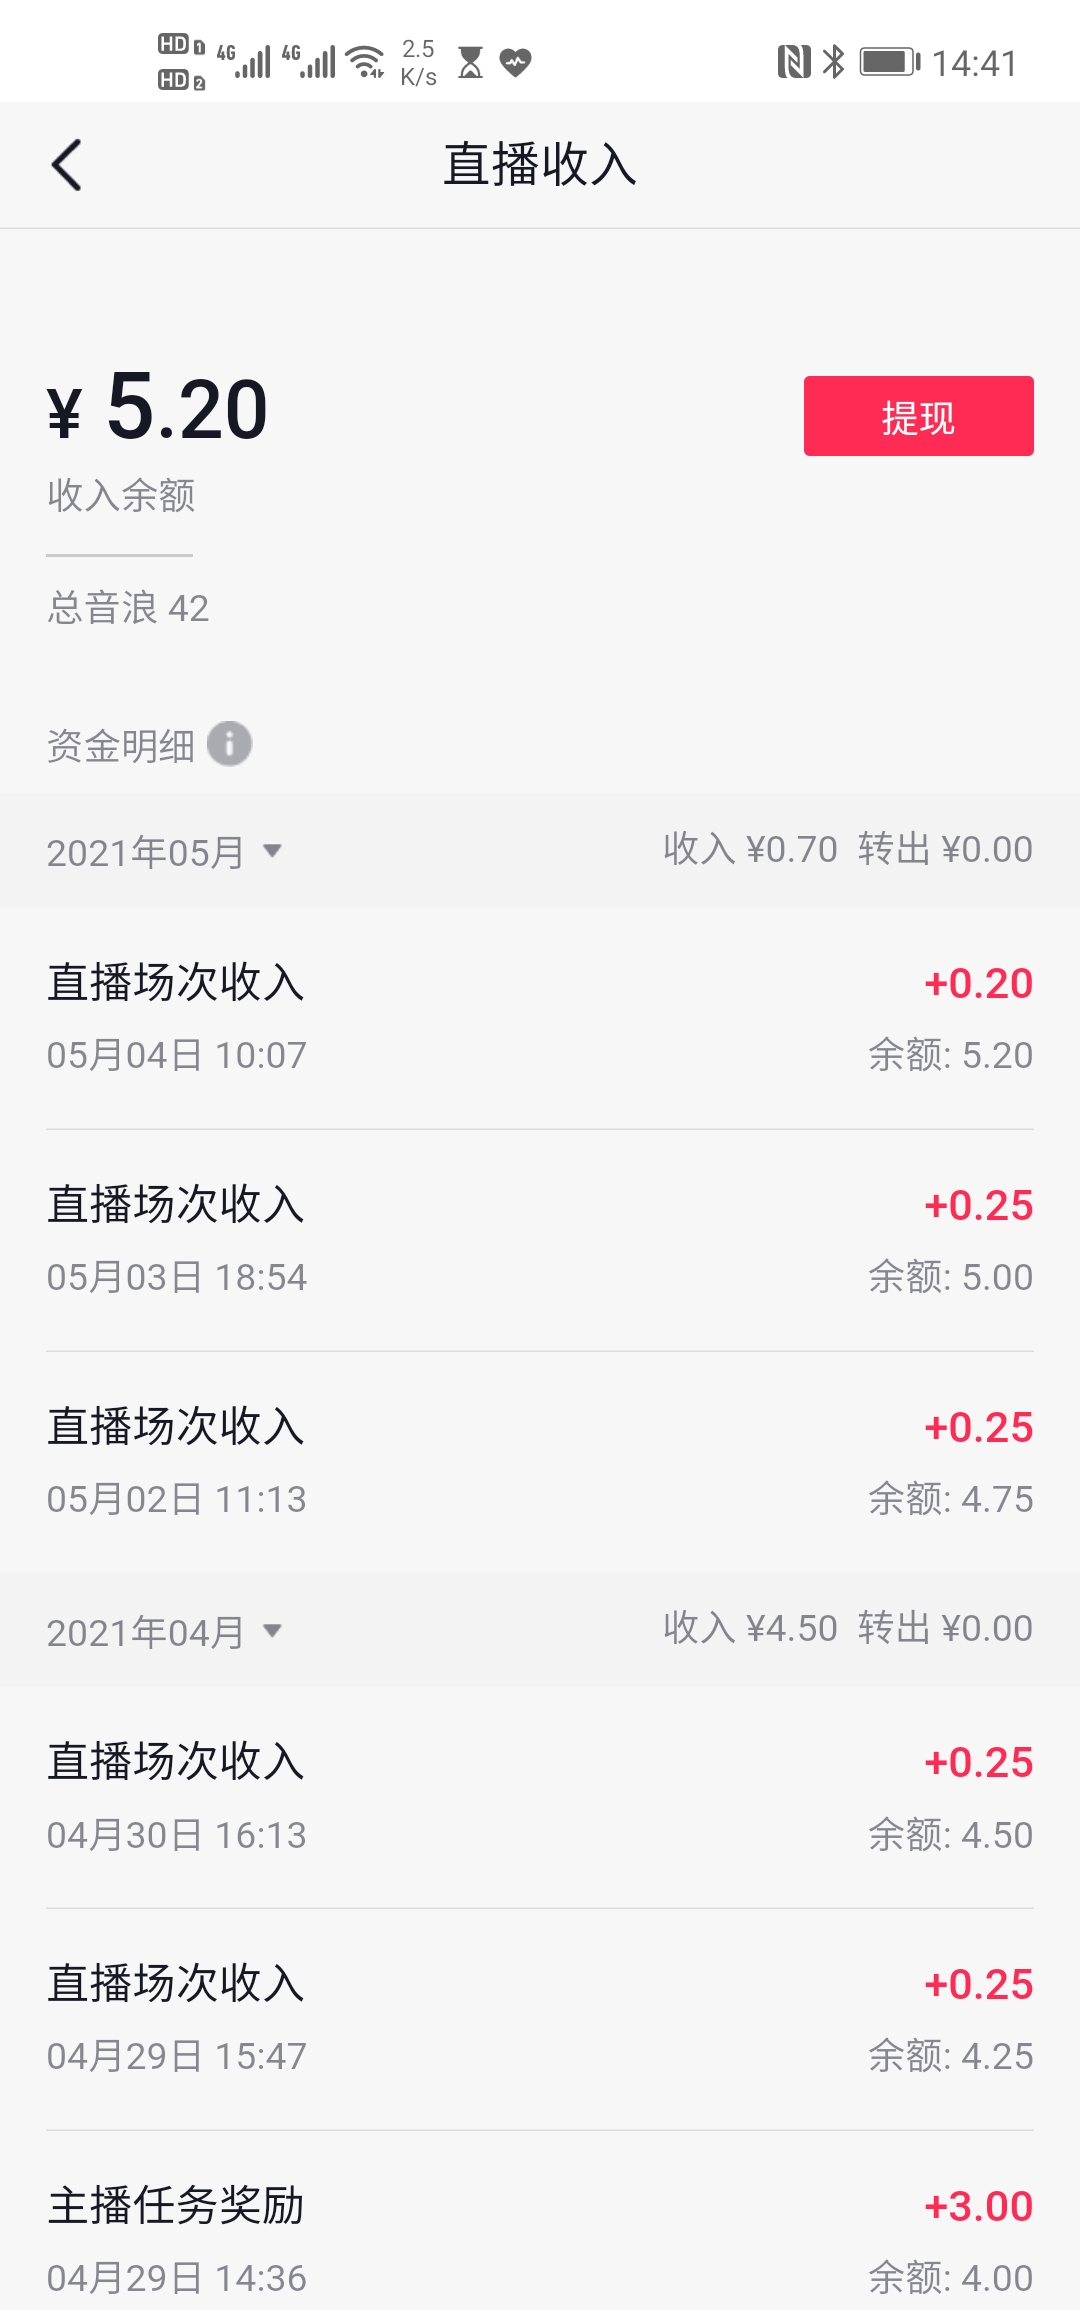 HD 1 4G 4G 2.5 K/s 14:41
HD 2
直播收入
¥ 5.20
提现
收入余额
总音浪 42
资金明细
2021年05月 收入 ¥0.70 转出 ¥0.00
直播场次收入 +0.20
05月04日 10:07 余额: 5.20
直播场次收入 +0.25
05月03日 18:54 余额: 5.00
直播场次收入 +0.25
05月02日 11:13 余额: 4.75
2021年04月 收入 ¥4.50 转出 ¥0.00
直播场次收入 +0.25
04月30日 16:13 余额: 4.50
直播场次收入 +0.25
04月29日 15:47 余额: 4.25
主播任务奖励 +3.00
04月29日 14:36 余额: 4.00